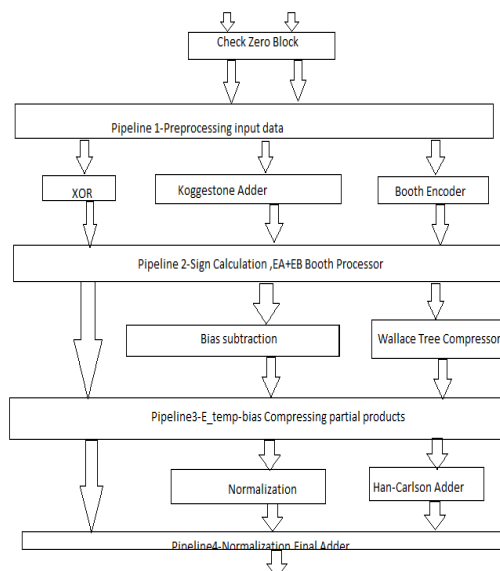 Check Zero Block
Pipeline 1-Preprocessing input data
XOR
Koggestone Adder
Booth Encoder
Pipeline 2-Sign Calculation ,EA+EB Booth Processor
Bias subtraction
Wallace Tree Compressor
Pipeline3-E_temp-bias Compressing partial products
Normalization
Han-Carlson Adder
Pipeline4-Normalization Final Adder